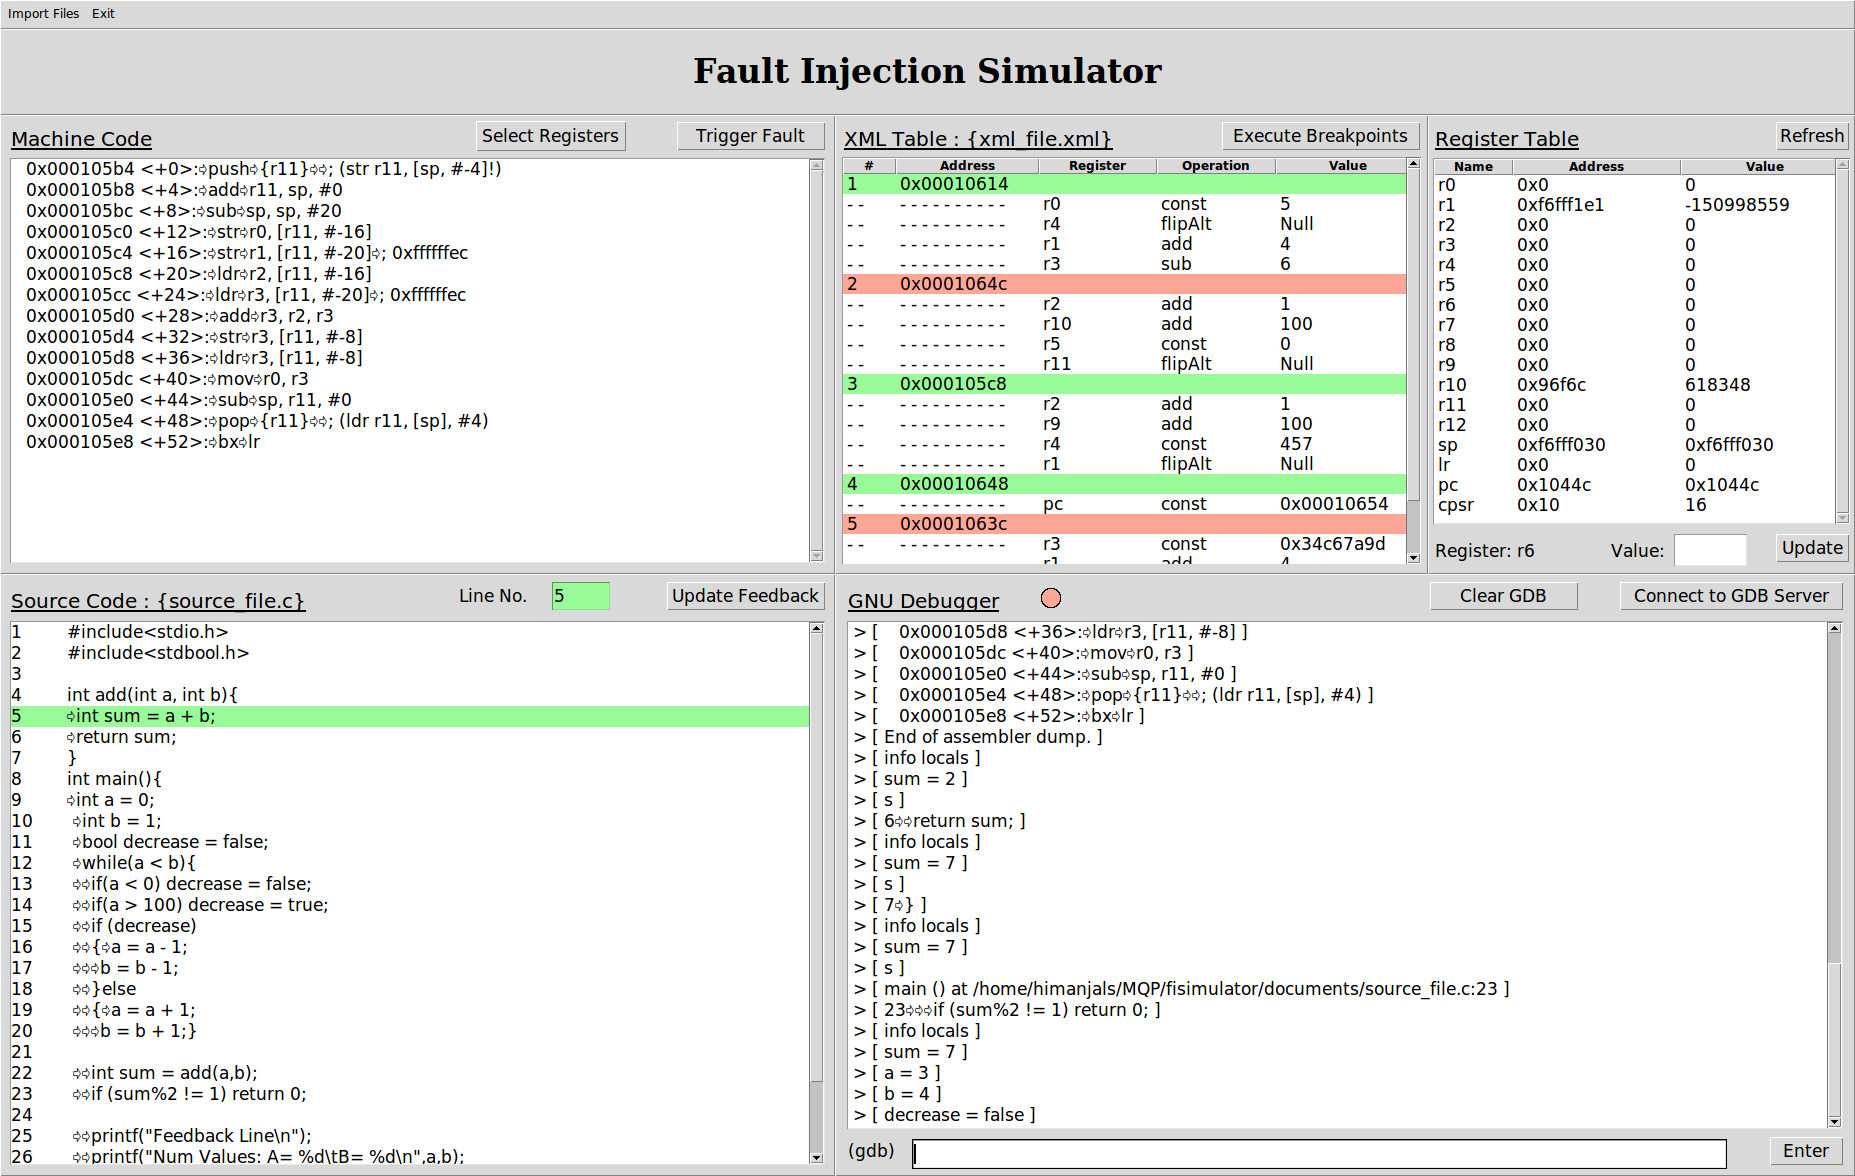 Import Files Exit
Fault Injection Simulator
Machine Code Select Registers Trigger Fault
0x000105b4 <+0>:➪push➪{r11}➪➪; (str r11, [sp, #-4]!)
0x000105b8 <+4>:➪add➪r11, sp, #0
0x000105bc <+8>:➪sub➪sp, sp, #20
0x000105c0 <+12>:➪str➪r0, [r11, #-16]
0x000105c4 <+16>:➪str➪r1, [r11, #-20]➪; 0xffffffec
0x000105c8 <+20>:➪ldr➪r2, [r11, #-16]
0x000105cc <+24>:➪ldr➪r3, [r11, #-20]➪; 0xffffffec
0x000105d0 <+28>:➪add➪r3, r2, r3
0x000105d4 <+32>:➪str➪r3, [r11, #-8]
0x000105d8 <+36>:➪ldr➪r3, [r11, #-8]
0x000105dc <+40>:➪mov➪r0, r3
0x000105e0 <+44>:➪sub➪sp, r11, #0
0x000105e4 <+48>:➪pop➪{r11}➪➪; (ldr r11, [sp], #4)
0x000105e8 <+52>:➪bx➪lr
XML Table : {xml_file.xml} Execute Breakpoints
# Address Register Operation Value
1 0x00010614
-- ---------- r0 const 5
-- ---------- r4 flipAlt Null
-- ---------- r1 add 4
-- ---------- r3 sub 6
2 0x0001064c
-- ---------- r2 add 1
-- ---------- r10 add 100
-- ---------- r5 const 0
-- ---------- r11 flipAlt Null
3 0x000105c8
-- ---------- r2 add 1
-- ---------- r9 add 100
-- ---------- r4 const 457
-- ---------- r1 flipAlt Null
4 0x00010648
-- ---------- pc const 0x00010654
5 0x0001063c
-- ---------- r3 const 0x34c67a9d
r1 add 4
Register Table Refresh
Name Address Value
r0 0x0 0
r1 0xf6fff1e1 -150998559
r2 0x0 0
r3 0x0 0
r4 0x0 0
r5 0x0 0
r6 0x0 0
r7 0x0 0
r8 0x0 0
r9 0x0 0
r10 0x96f6c 618348
r11 0x0 0
r12 0x0 0
sp 0xf6fff030 0xf6fff030
lr 0x0 0
pc 0x1044c 0x1044c
cpsr 0x10 16
Register: r6 Value: Update
Source Code : {source_file.c} Line No. 5 Update Feedback
1 #include<stdio.h>
2 #include<stdbool.h>
3
4 int add(int a, int b){
5 ➪int sum = a + b;
6 ➪return sum;
7 }
8 int main(){
9 ➪int a = 0;
10 ➪int b = 1;
11 ➪bool decrease = false;
12 ➪while(a < b){
13 ➪➪if(a < 0) decrease = false;
14 ➪➪if(a > 100) decrease = true;
15 ➪➪if (decrease)
16 ➪➪{➪a = a - 1;
17 ➪➪➪b = b - 1;
18 ➪➪}else
19 ➪➪{➪a = a + 1;
20 ➪➪➪b = b + 1;}
21
22 ➪➪int sum = add(a,b);
23 ➪➪if (sum%2 != 1) return 0;
24
25 ➪➪printf("Feedback Line\n");
26 ➪➪printf("Num Values: A= %d\tB= %d\n",a,b);
GNU Debugger Clear GDB Connect to GDB Server
> [ 0x000105d8 <+36>:➪ldr➪r3, [r11, #-8] ]
> [ 0x000105dc <+40>:➪mov➪r0, r3 ]
> [ 0x000105e0 <+44>:➪sub➪sp, r11, #0 ]
> [ 0x000105e4 <+48>:➪pop➪{r11}➪➪; (ldr r11, [sp], #4) ]
> [ 0x000105e8 <+52>:➪bx➪lr ]
> [ End of assembler dump. ]
> [ info locals ]
> [ sum = 2 ]
> [ s ]
> [ 6➪➪return sum; ]
> [ info locals ]
> [ sum = 7 ]
> [ s ]
> [ 7➪} ]
> [ info locals ]
> [ sum = 7 ]
> [ s ]
> [ main () at /home/himanjals/MQP/fisimulator/documents/source_file.c:23 ]
> [ 23➪➪➪if (sum%2 != 1) return 0; ]
> [ info locals ]
> [ sum = 7 ]
> [ a = 3 ]
> [ b = 4 ]
> [ decrease = false ]
(gdb) Enter